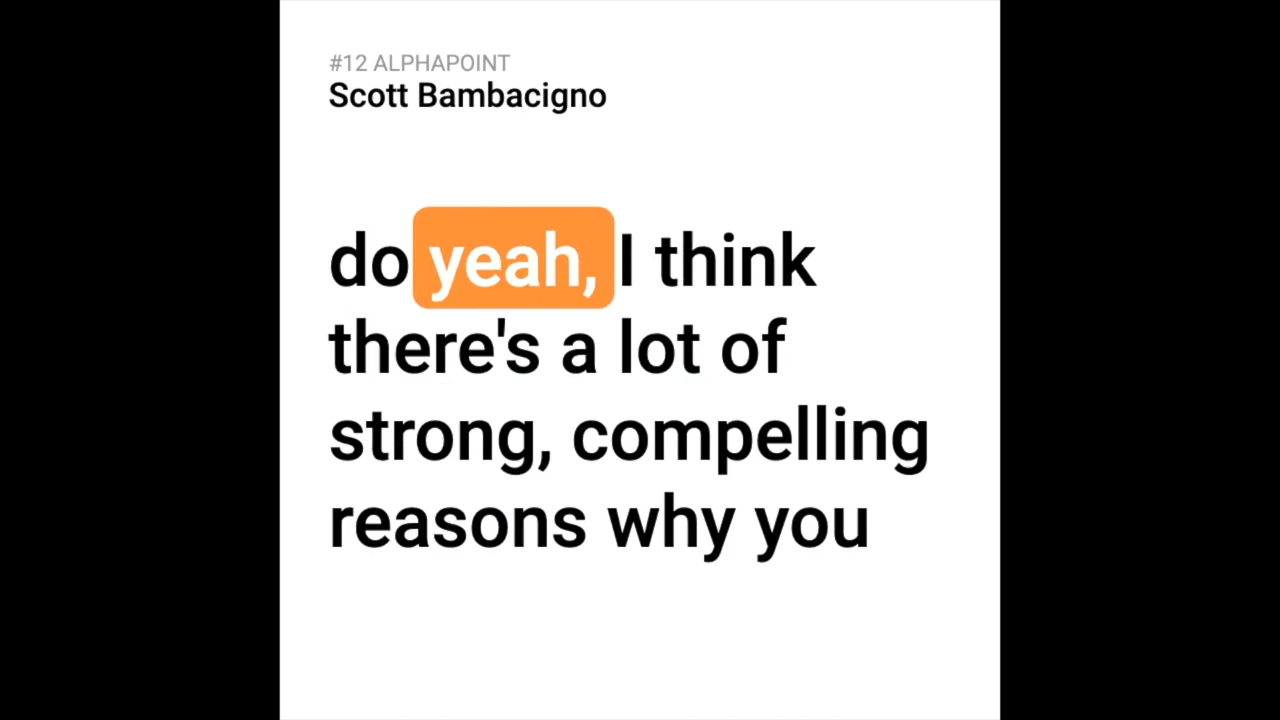 #12 ALPHAPOINT
Scott Bambacigno
do yeah, I think
there's a lot of
strong, compelling
reasons why you